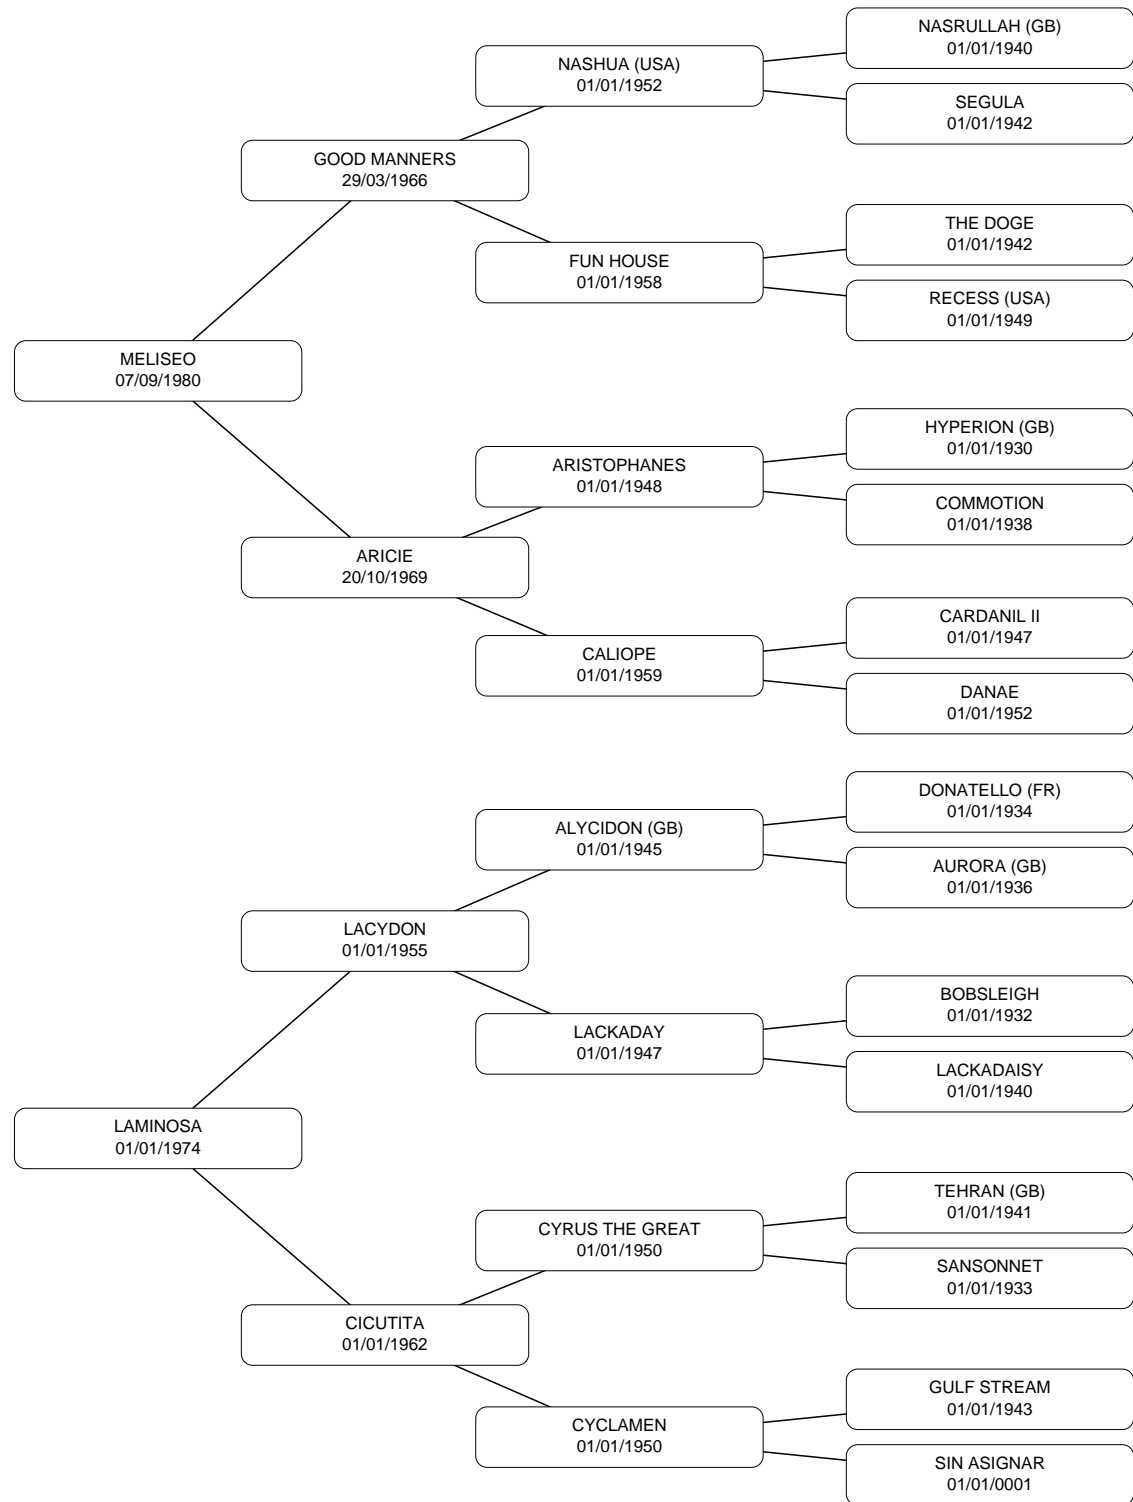 NASRULLAH (GB)
01/01/1940
NASHUA (USA)
01/01/1952
SEGULA
01/01/1942
GOOD MANNERS
29/03/1966
THE DOGE
01/01/1942
FUN HOUSE
01/01/1958
RECESS (USA)
01/01/1949
MELISEO
07/09/1980
HYPERION (GB)
01/01/1930
ARISTOPHANES
01/01/1948
COMMOTION
01/01/1938
ARICIE
20/10/1969
CARDANIL II
01/01/1947
CALIOPE
01/01/1959
DANAE
01/01/1952
DONATELLO (FR)
01/01/1934
ALYCIDON (GB)
01/01/1945
AURORA (GB)
01/01/1936
LACYDON
01/01/1955
BOBSLEIGH
01/01/1932
LACKADAY
01/01/1947
LACKADAISY
01/01/1940
LAMINOSA
01/01/1974
TEHRAN (GB)
01/01/1941
CYRUS THE GREAT
01/01/1950
SANSONNET
01/01/1933
CICUTITA
01/01/1962
GULF STREAM
01/01/1943
CYCLAMEN
01/01/1950
SIN ASIGNAR
01/01/0001